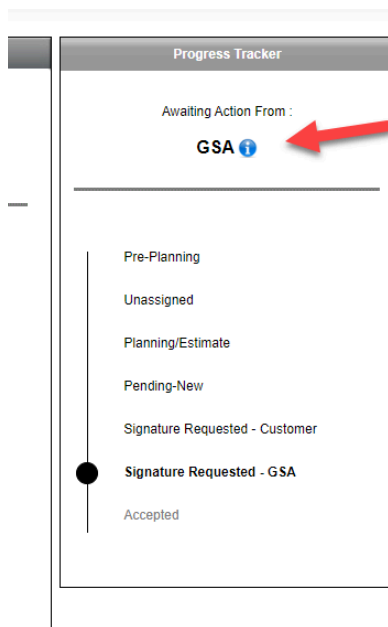 Progress Tracker
Awaiting Action From :
GSA
Pre-Planning
Unassigned
Planning/Estimate
Pending-New
Signature Requested - Customer
Signature Requested - GSA
Accepted